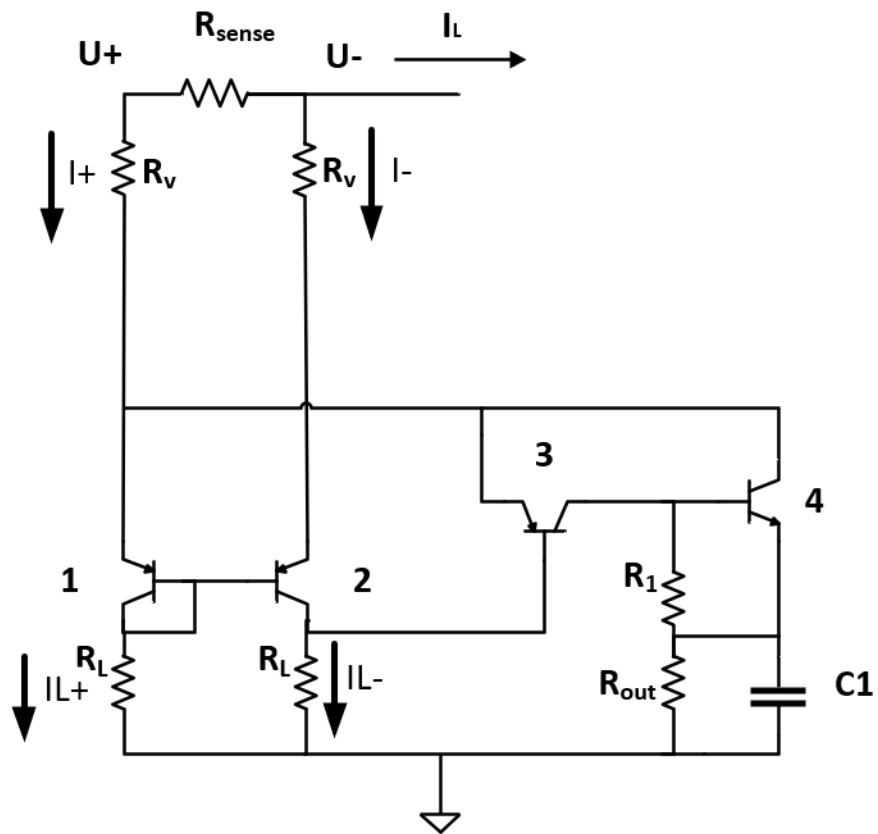 Rsense
U+
U-
IL
I+
Rv
Rv
I-
3
4
1
2
R1
RL
RL
IL+
IL-
Rout
C1